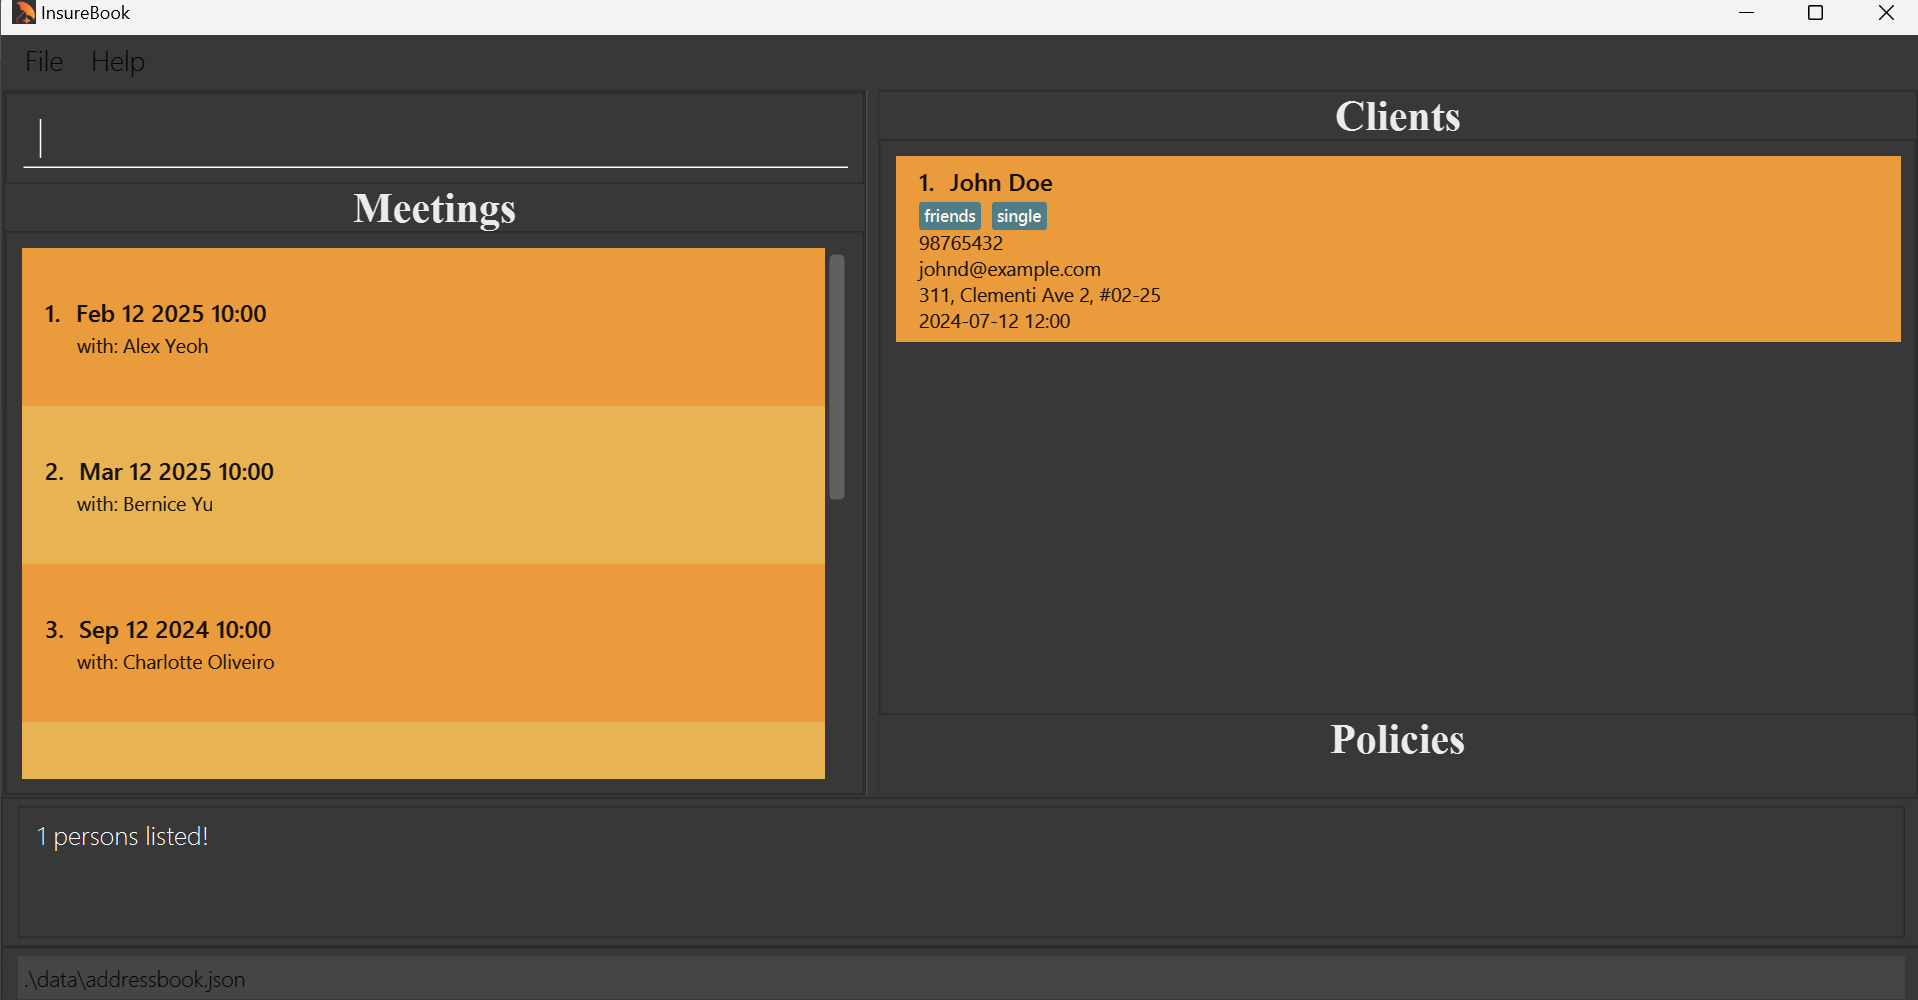 InsureBook
File Help
Meetings
1. Feb 12 2025 10:00
with: Alex Yeoh
2. Mar 12 2025 10:00
with: Bernice Yu
3. Sep 12 2024 10:00
with: Charlotte Oliveiro
Clients
1. John Doe
friends single
98765432
johnd@example.com
311, Clementi Ave 2, #02-25
2024-07-12 12:00
Policies
1 persons listed!
.\data\addressbook.json